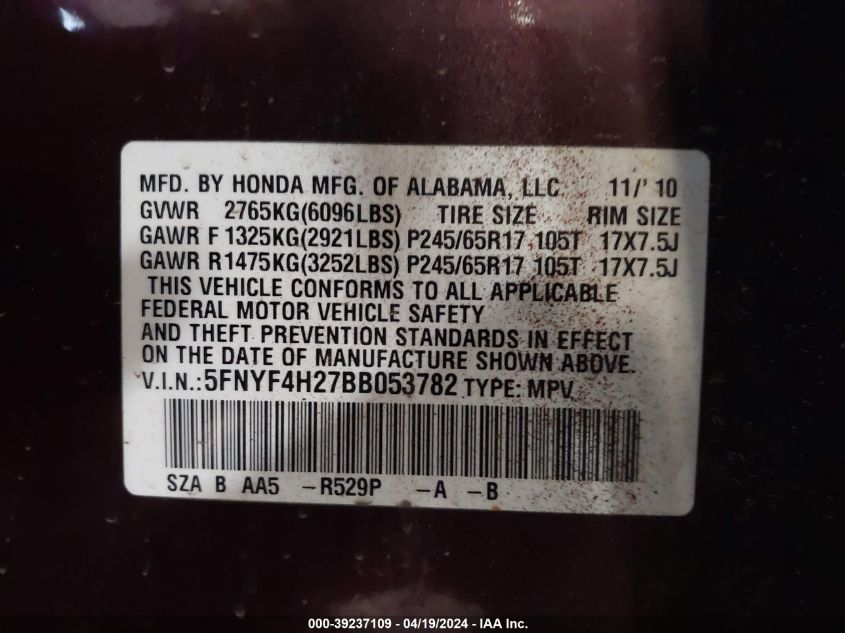 MFD. BY HONDA MFG. OF ALABAMA, LLC 11/'10
GVWR 2765KG(6096LBS) TIRE SIZE RIM SIZE
GAWR F 1325KG(2921LBS) P245/65R17 105T 17X7.5J
GAWR R1475KG(3252LBS) P245/65R17 105T 17X7.5J
THIS VEHICLE CONFORMS TO ALL APPLICABLE
FEDERAL MOTOR VEHICLE SAFETY
AND THEFT PREVENTION STANDARDS IN EFFECT
ON THE DATE OF MANUFACTURE SHOWN ABOVE.
V.I.N.: 5FNYF4H27BB053782 TYPE: MPV
SZA B AA5 -R529P -A -B
000-39237109 - 04/19/2024 - IAA Inc.